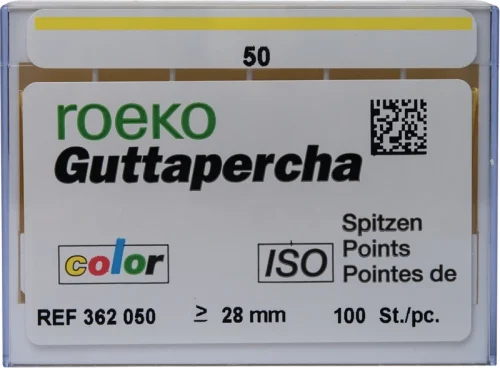 50
roeko
Guttapercha
color
ISO
Spitzen
Points
Pointes de
REF 362 050 ≥ 28 mm 100 St./pc.